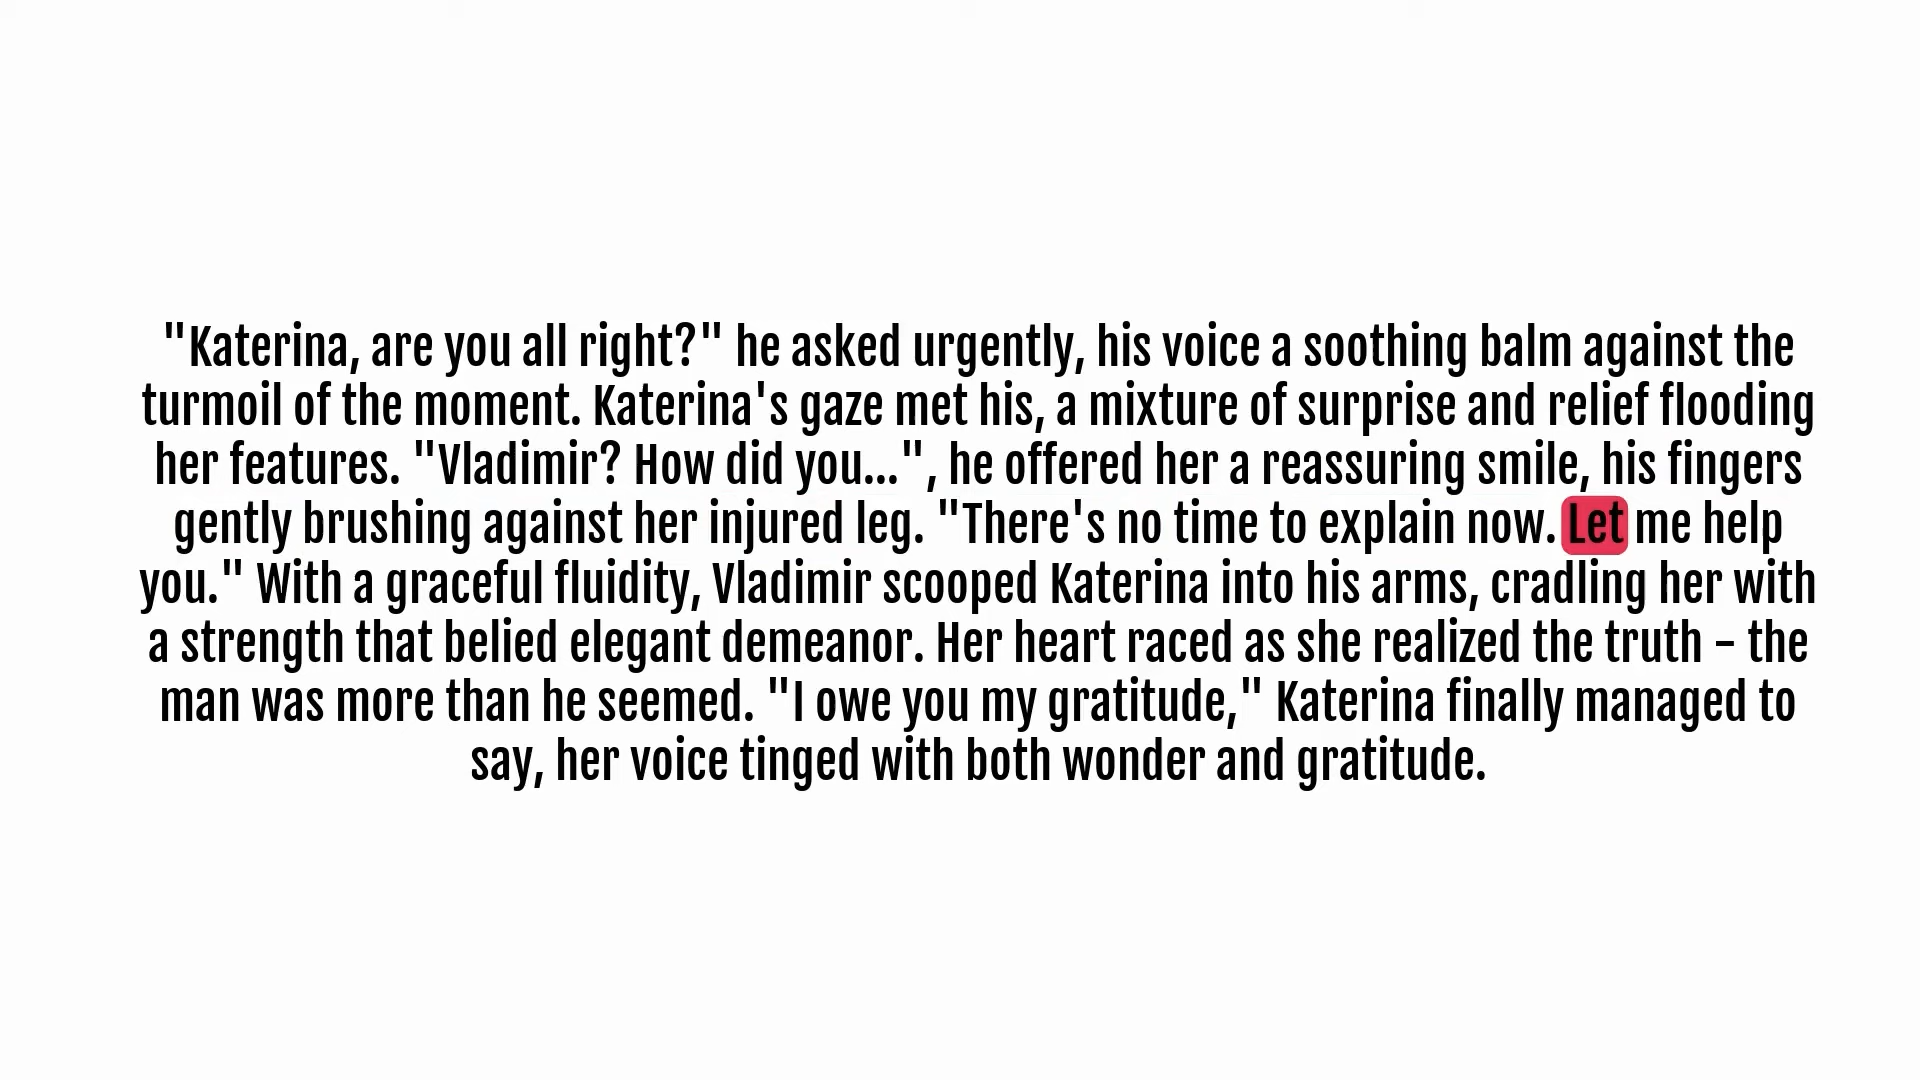 "Katerina, are you all right?" he asked urgently, his voice a soothing balm against the
turmoil of the moment. Katerina's gaze met his, a mixture of surprise and relief flooding
her features. "Vladimir? How did you...", he offered her a reassuring smile, his fingers
gently brushing against her injured leg. "There's no time to explain now. Let me help
you." With a graceful fluidity, Vladimir scooped Katerina into his arms, cradling her with
a strength that belied elegant demeanor. Her heart raced as she realized the truth – the
man was more than he seemed. "I owe you my gratitude," Katerina finally managed to
say, her voice tinged with both wonder and gratitude.